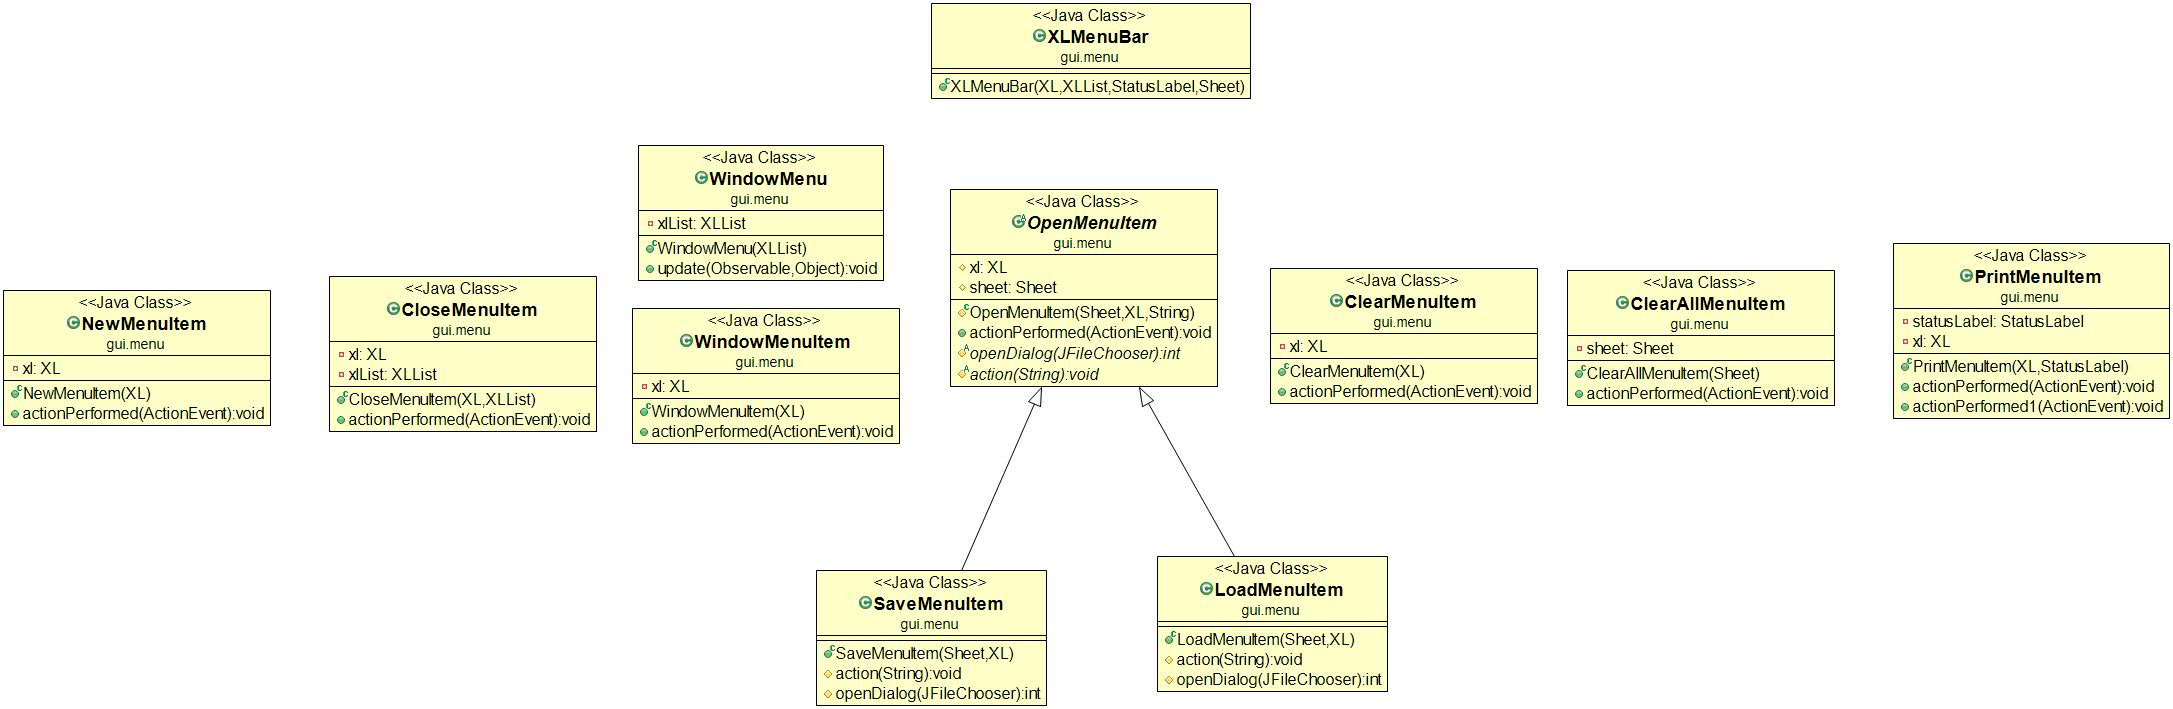 <<Java Class>>
XLMenuBar
gui.menu
XLMenuBar(XL,XLList,StatusLabel,Sheet)
<<Java Class>>
WindowMenu
gui.menu
xlList: XLList
WindowMenu(XLList)
update(Observable,Object):void
<<Java Class>>
OpenMenuItem
gui.menu
xl: XL
sheet: Sheet
OpenMenuItem(Sheet,XL,String)
actionPerformed(ActionEvent):void
openDialog(JFileChooser):int
action(String):void
<<Java Class>>
NewMenuItem
gui.menu
xl: XL
NewMenuItem(XL)
actionPerformed(ActionEvent):void
<<Java Class>>
CloseMenuItem
gui.menu
xl: XL
xlList: XLList
CloseMenuItem(XL,XLList)
actionPerformed(ActionEvent):void
<<Java Class>>
WindowMenuItem
gui.menu
xl: XL
WindowMenuItem(XL)
actionPerformed(ActionEvent):void
<<Java Class>>
ClearMenuItem
gui.menu
xl: XL
ClearMenuItem(XL)
actionPerformed(ActionEvent):void
<<Java Class>>
ClearAllMenuItem
gui.menu
sheet: Sheet
ClearAllMenuItem(Sheet)
actionPerformed(ActionEvent):void
<<Java Class>>
PrintMenuItem
gui.menu
statusLabel: StatusLabel
xl: XL
PrintMenuItem(XL,StatusLabel)
actionPerformed(ActionEvent):void
actionPerformed1(ActionEvent):void
<<Java Class>>
SaveMenuItem
gui.menu
SaveMenuItem(Sheet,XL)
action(String):void
openDialog(JFileChooser):int
<<Java Class>>
LoadMenuItem
gui.menu
LoadMenuItem(Sheet,XL)
action(String):void
openDialog(JFileChooser):int